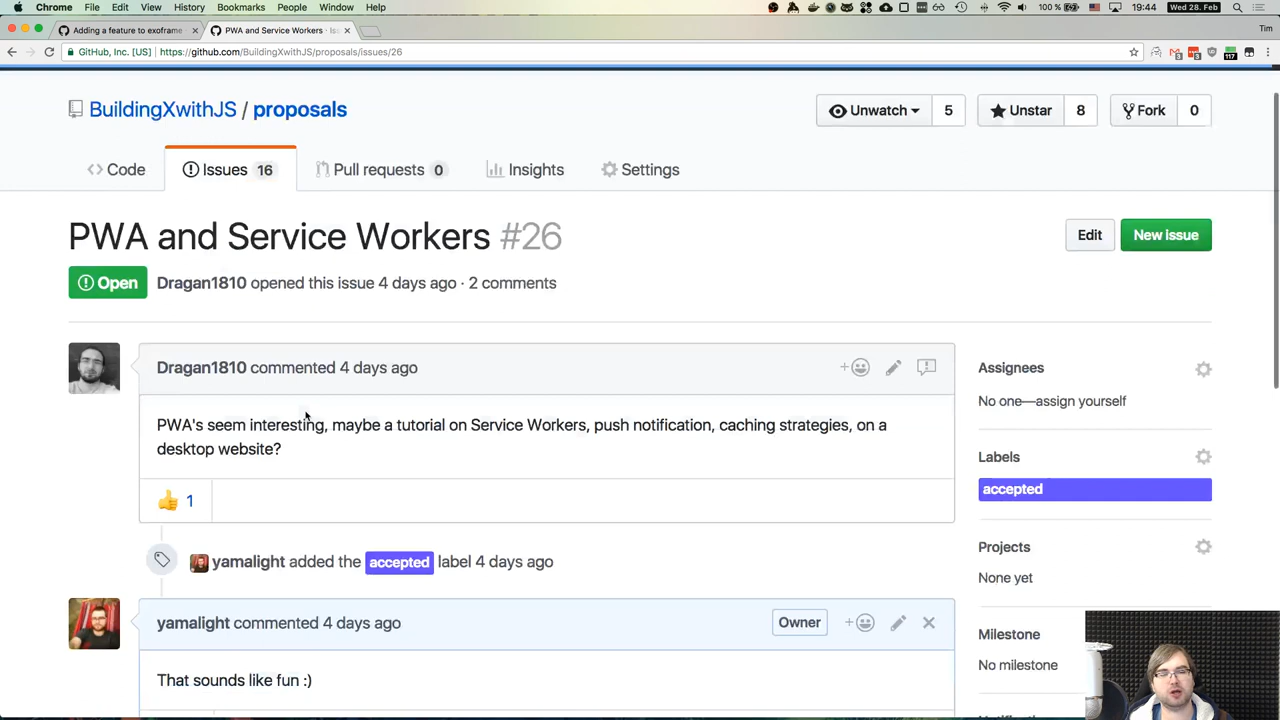 Chrome File Edit View History Bookmarks People Window Help 100 % 19:44 Wed 28. Feb
Adding a feature to exoframe PWA and Service Workers · Iss Tim
GitHub, Inc. [US] https://github.com/BuildingXwithJS/proposals/issues/26
BuildingXwithJS / proposals
Unwatch 5 Unstar 8 Fork 0
Code Issues 16 Pull requests 0 Insights Settings
PWA and Service Workers #26
Edit New issue
Open Dragan1810 opened this issue 4 days ago · 2 comments
Dragan1810 commented 4 days ago
PWA's seem interesting, maybe a tutorial on Service Workers, push notification, caching strategies, on a
desktop website?
1
yamalight added the accepted label 4 days ago
yamalight commented 4 days ago Owner
That sounds like fun :)
Assignees
No one—assign yourself
Labels
accepted
Projects
None yet
Milestone
No milestone